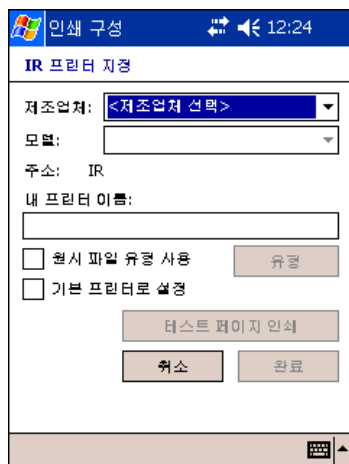 인쇄 구성 12:24
IR 프린터 지정
제조업체: <제조업체 선택>
모델:
주소: IR
내 프린터 이름:
원시 파일 유형 사용 유형
기본 프린터로 설정
테스트 페이지 인쇄
취소 완료